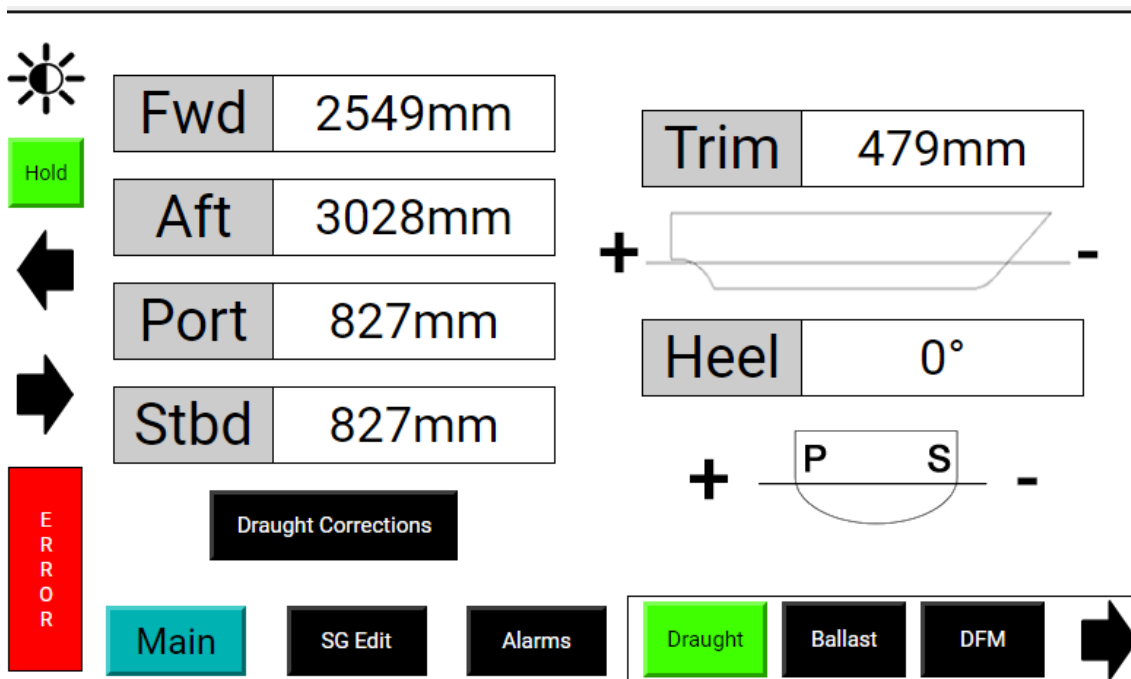 Hold
Fwd 2549mm
Aft 3028mm
Port 827mm
Stbd 827mm
Draught Corrections
Trim 479mm
+ -
Heel 0°
P S
+ -
ERROR
Main SG Edit Alarms Draught Ballast DFM